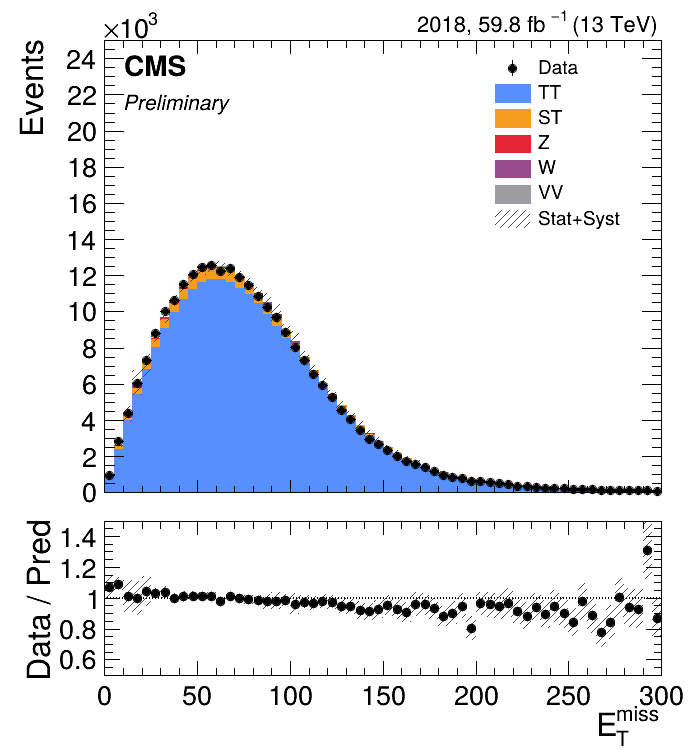 ×10³
2018, 59.8 fb⁻¹ (13 TeV)
Events
24
22
20
18
16
14
12
10
8
6
4
2
0
CMS
Preliminary
Data
TT
ST
Z
W
VV
Stat+Syst
Data / Pred
1.4
1.2
1
0.8
0.6
0 50 100 150 200 250 300
E_T^miss